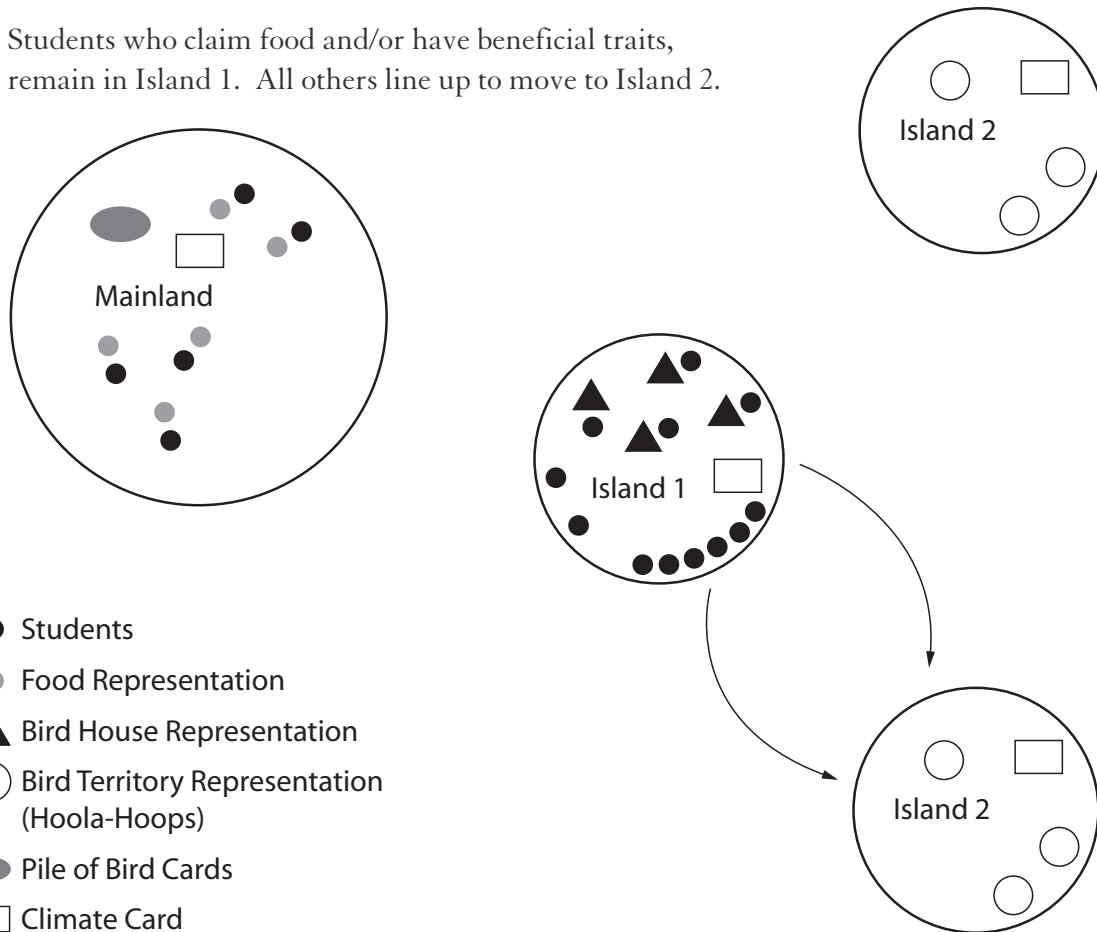 Students who claim food and/or have beneficial traits,
remain in Island 1. All others line up to move to Island 2.
Island 2
Mainland
Island 1
Students
Food Representation
Bird House Representation
Bird Territory Representation
(Hoola-Hoops)
Pile of Bird Cards
Climate Card
Island 2